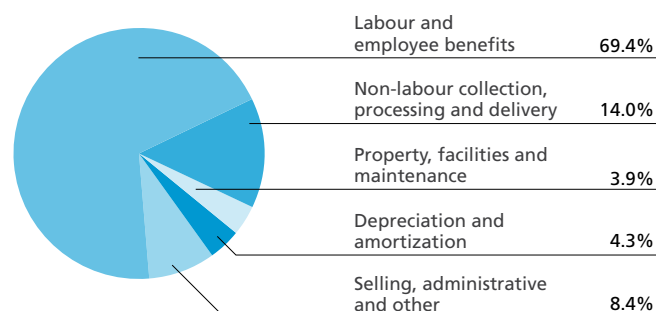 Labour and
employee benefits 69.4%
Non-labour collection,
processing and delivery 14.0%
Property, facilities and
maintenance 3.9%
Depreciation and
amortization 4.3%
Selling, administrative
and other 8.4%